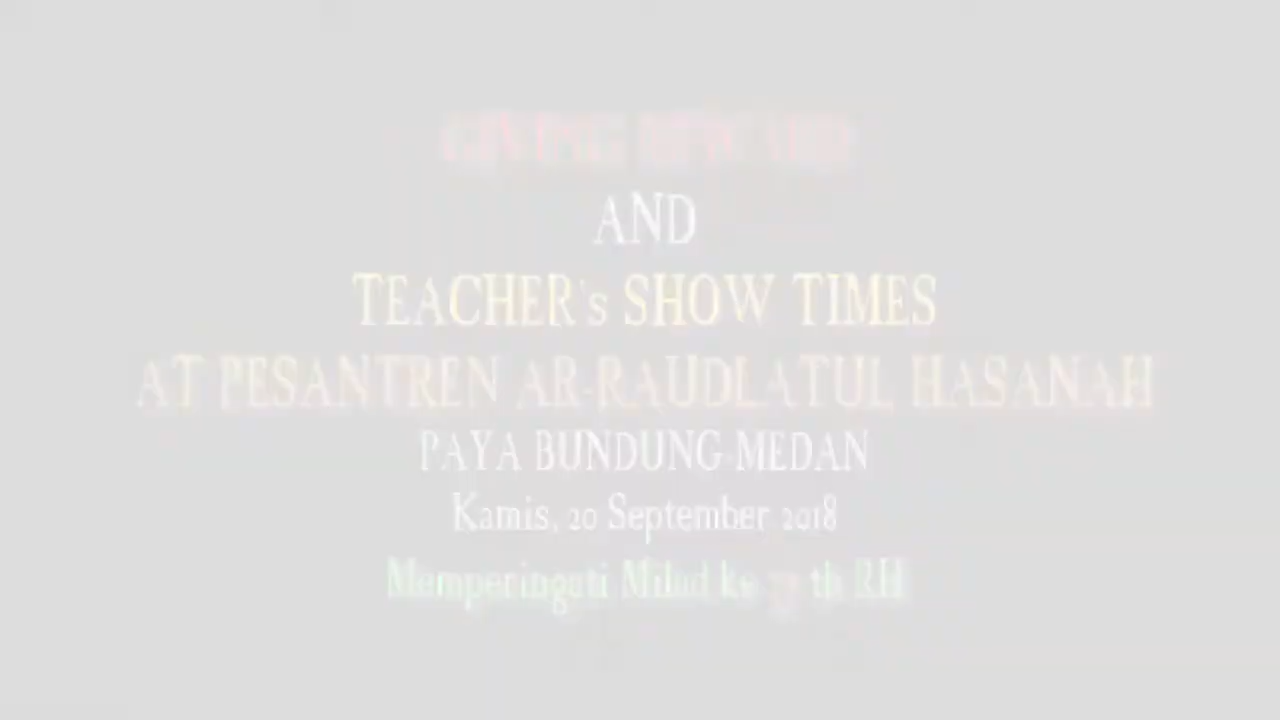 GIVING REWARD
AND
TEACHER's SHOW TIMES
AT PESANTREN AR-RAUDLATUL HASANAH
PAYA BUNDUNG-MEDAN
Kamis, 20 September 2018
Memperingati Milad ke th RH